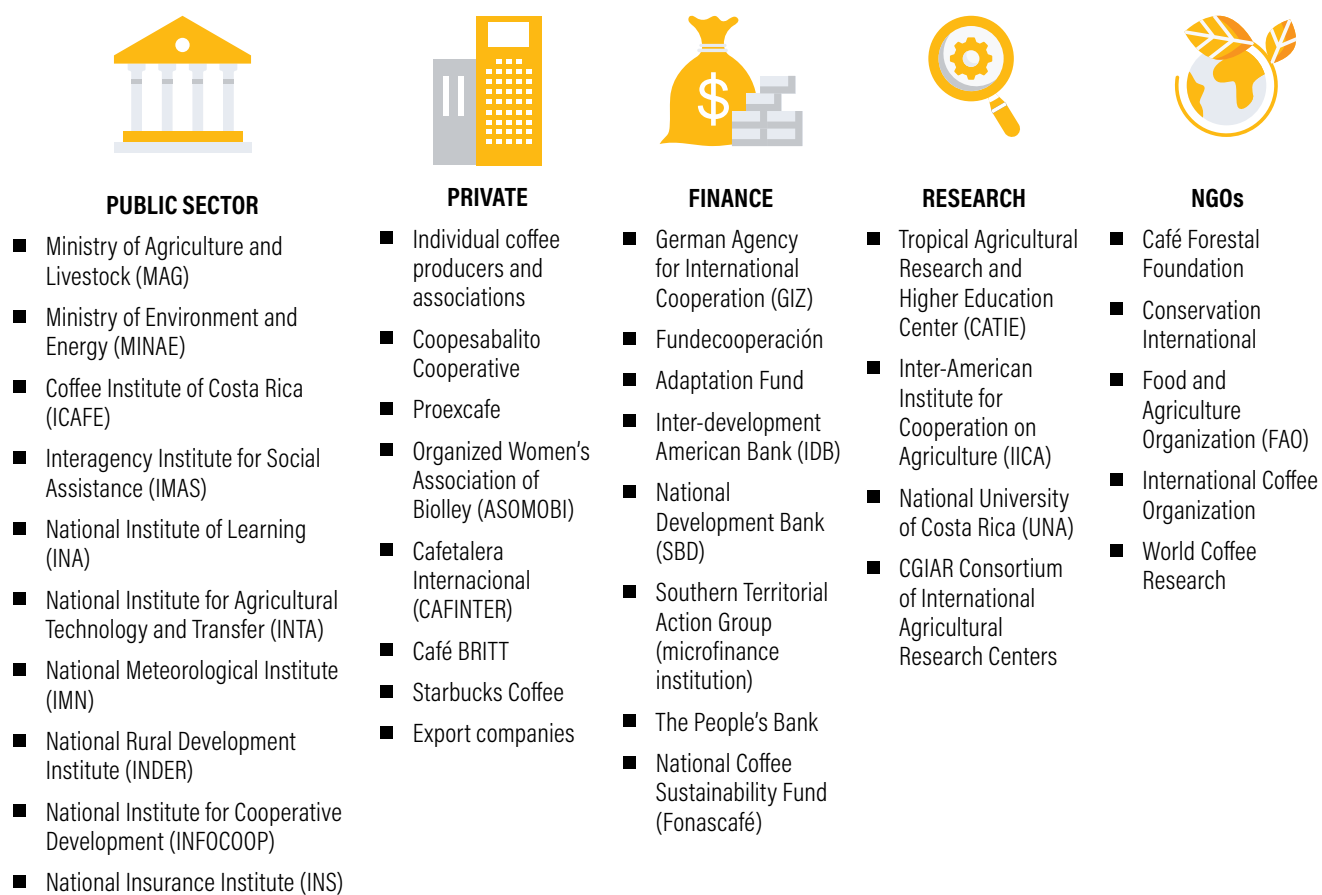 PUBLIC SECTOR
■ Ministry of Agriculture and
Livestock (MAG)
■ Ministry of Environment and
Energy (MINAE)
■ Coffee Institute of Costa Rica
(ICAFE)
■ Interagency Institute for Social
Assistance (IMAS)
■ National Institute of Learning
(INA)
■ National Institute for Agricultural
Technology and Transfer (INTA)
■ National Meteorological Institute
(IMN)
■ National Rural Development
Institute (INDER)
■ National Institute for Cooperative
Development (INFOCOOP)
■ National Insurance Institute (INS)
PRIVATE
■ Individual coffee
producers and
associations
■ Coopesabalito
Cooperative
■ Proexcafe
■ Organized Women’s
Association of
Biolley (ASOMOBI)
■ Cafetalera
Internacional
(CAFINTER)
■ Café BRITT
■ Starbucks Coffee
■ Export companies
$
FINANCE
■ German Agency
for International
Cooperation (GIZ)
■ Fundecooperación
■ Adaptation Fund
■ Inter-development
American Bank (IDB)
■ National
Development Bank
(SBD)
■ Southern Territorial
Action Group
(microfinance
institution)
■ The People’s Bank
■ National Coffee
Sustainability Fund
(Fonascafé)
RESEARCH
■ Tropical Agricultural
Research and
Higher Education
Center (CATIE)
■ Inter-American
Institute for
Cooperation on
Agriculture (IICA)
■ National University
of Costa Rica (UNA)
■ CGIAR Consortium
of International
Agricultural
Research Centers
NGOs
■ Café Forestal
Foundation
■ Conservation
International
■ Food and
Agriculture
Organization (FAO)
■ International Coffee
Organization
■ World Coffee
Research